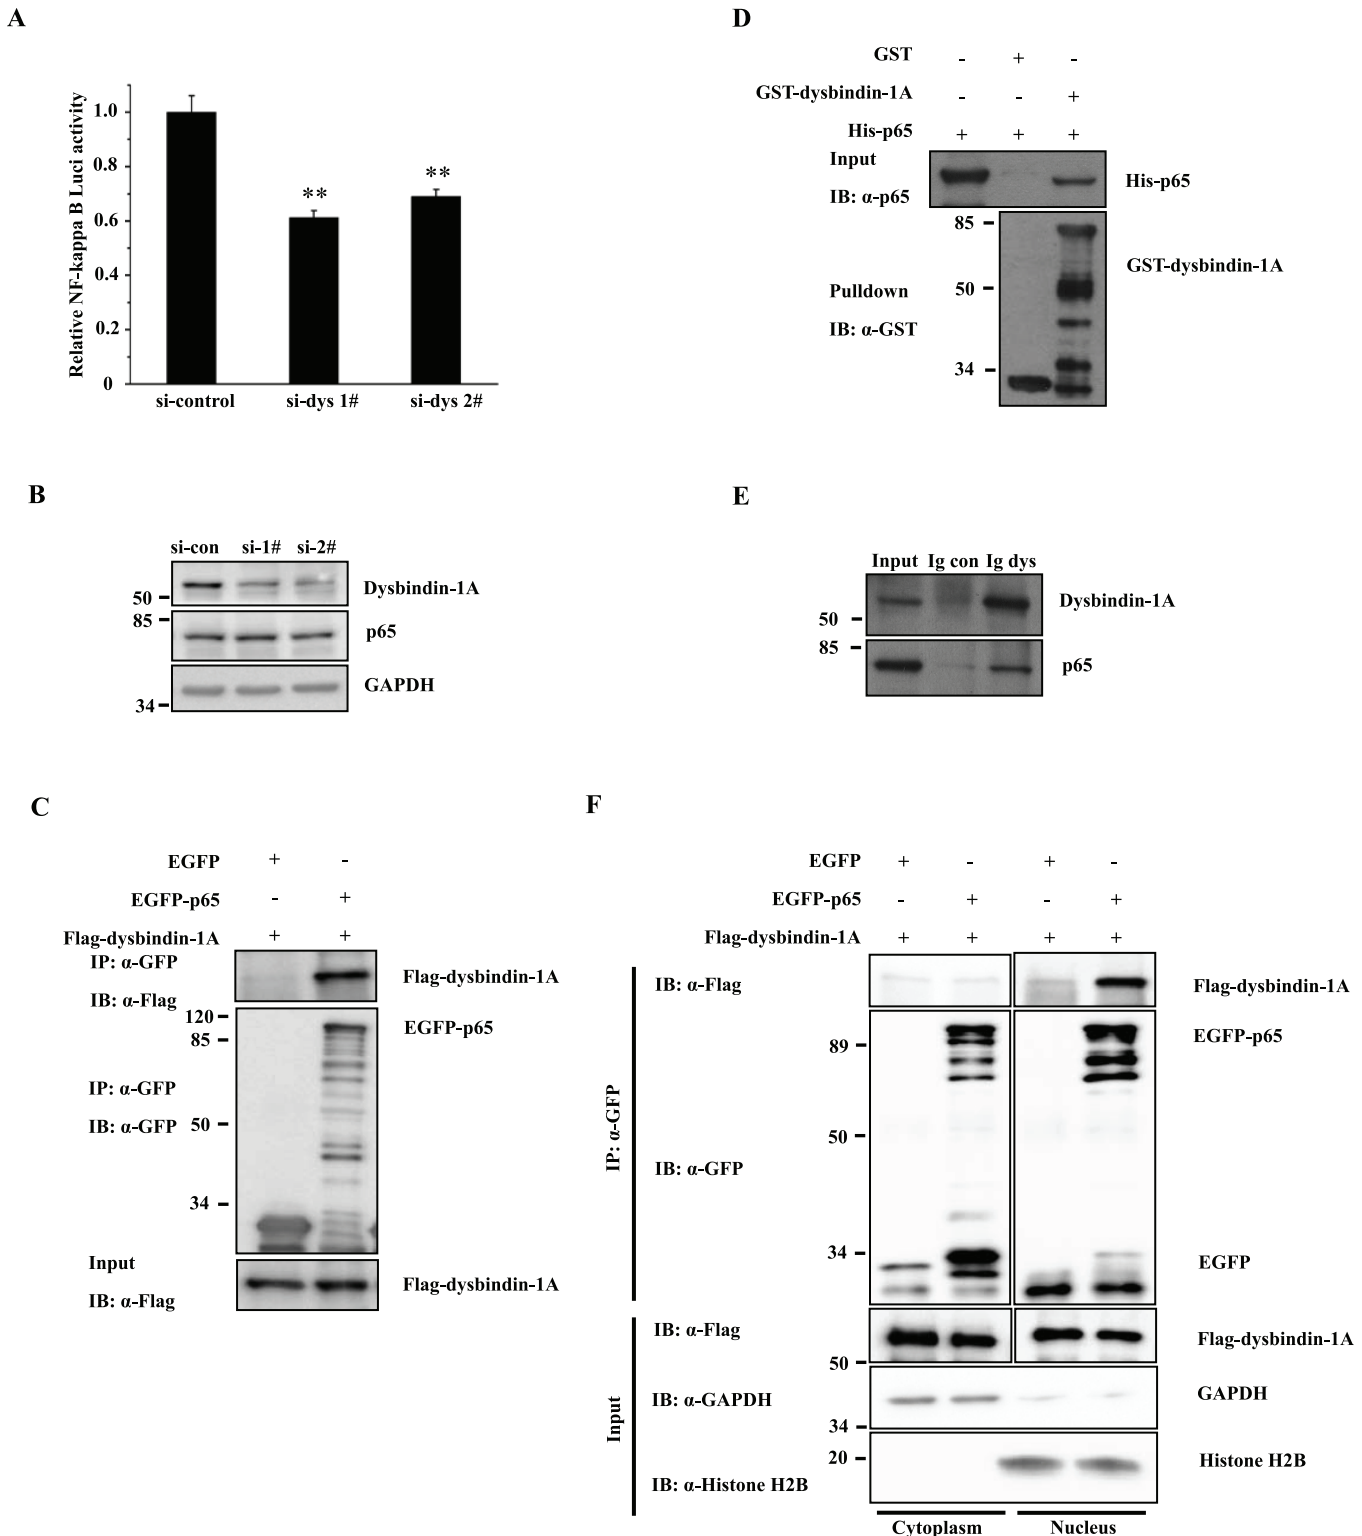 A
Relative NF-kappa B Luci activity
1.0
0.8
0.6
0.4
0.2
0
**
**
si-control si-dys 1# si-dys 2#
B
si-con si-1# si-2#
Dysbindin-1A
50
85
p65
GAPDH
34
C
EGFP + -
EGFP-p65 - +
Flag-dysbindin-1A + +
IP: α-GFP
IB: α-Flag
Flag-dysbindin-1A
120
85
EGFP-p65
IP: α-GFP
IB: α-GFP
50
34
Input
IB: α-Flag
Flag-dysbindin-1A
D
GST - + -
GST-dysbindin-1A - - +
His-p65 + + +
Input
IB: α-p65
His-p65
85
GST-dysbindin-1A
50
Pulldown
IB: α-GST
34
E
Input Ig con Ig dys
Dysbindin-1A
50
85
p65
F
EGFP + - + -
EGFP-p65 - + - +
Flag-dysbindin-1A + + + +
IP: α-GFP
IB: α-Flag
Flag-dysbindin-1A
EGFP-p65
89
50
IB: α-GFP
34
EGFP
Input
IB: α-Flag
Flag-dysbindin-1A
50
IB: α-GAPDH
GAPDH
34
20
IB: α-Histone H2B
Histone H2B
Cytoplasm Nucleus